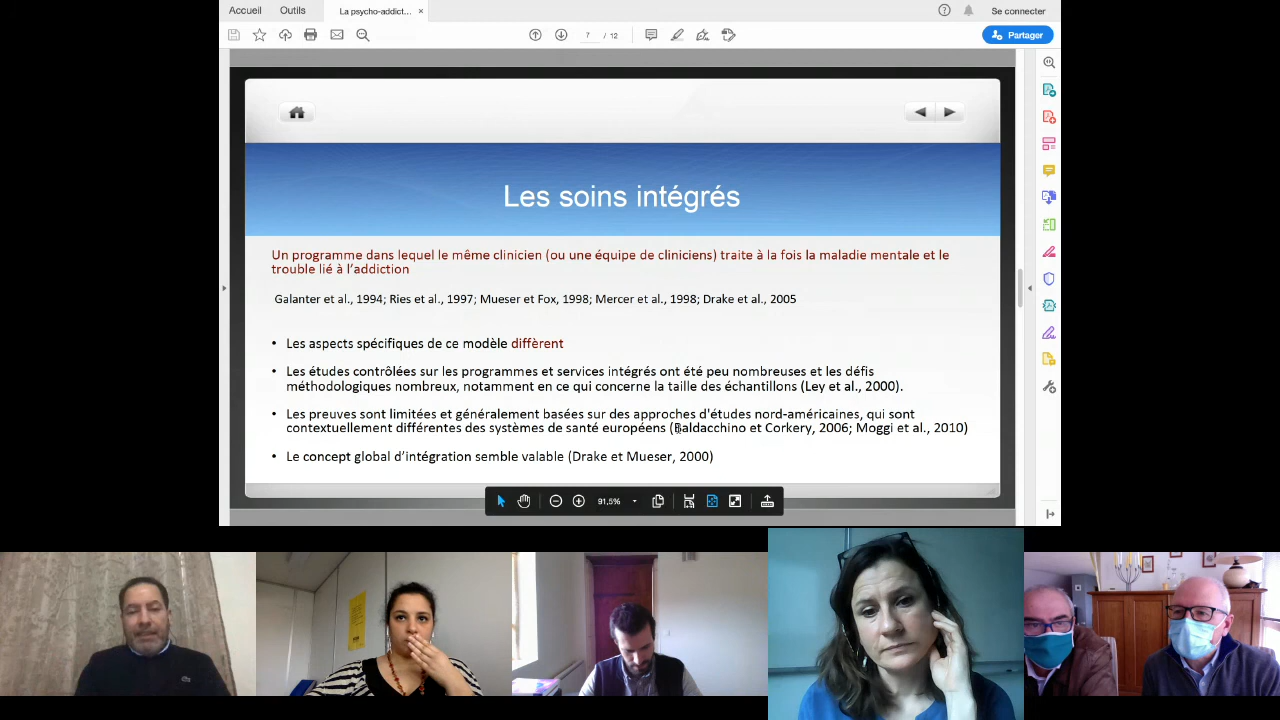 Accueil Outils La psycho-addict... × Se connecter
7 / 12 Partager
Les soins intégrés
Un programme dans lequel le même clinicien (ou une équipe de cliniciens) traite à la fois la maladie mentale et le
trouble lié à l'addiction
Galanter et al., 1994; Ries et al., 1997; Mueser et Fox, 1998; Mercer et al., 1998; Drake et al., 2005
• Les aspects spécifiques de ce modèle diffèrent
• Les études contrôlées sur les programmes et services intégrés ont été peu nombreuses et les défis
méthodologiques nombreux, notamment en ce qui concerne la taille des échantillons (Ley et al., 2000).
• Les preuves sont limitées et généralement basées sur des approches d'études nord-américaines, qui sont
contextuellement différentes des systèmes de santé européens (Baldacchino et Corkery, 2006; Moggi et al., 2010)
• Le concept global d'intégration semble valable (Drake et Mueser, 2000)
91,5%